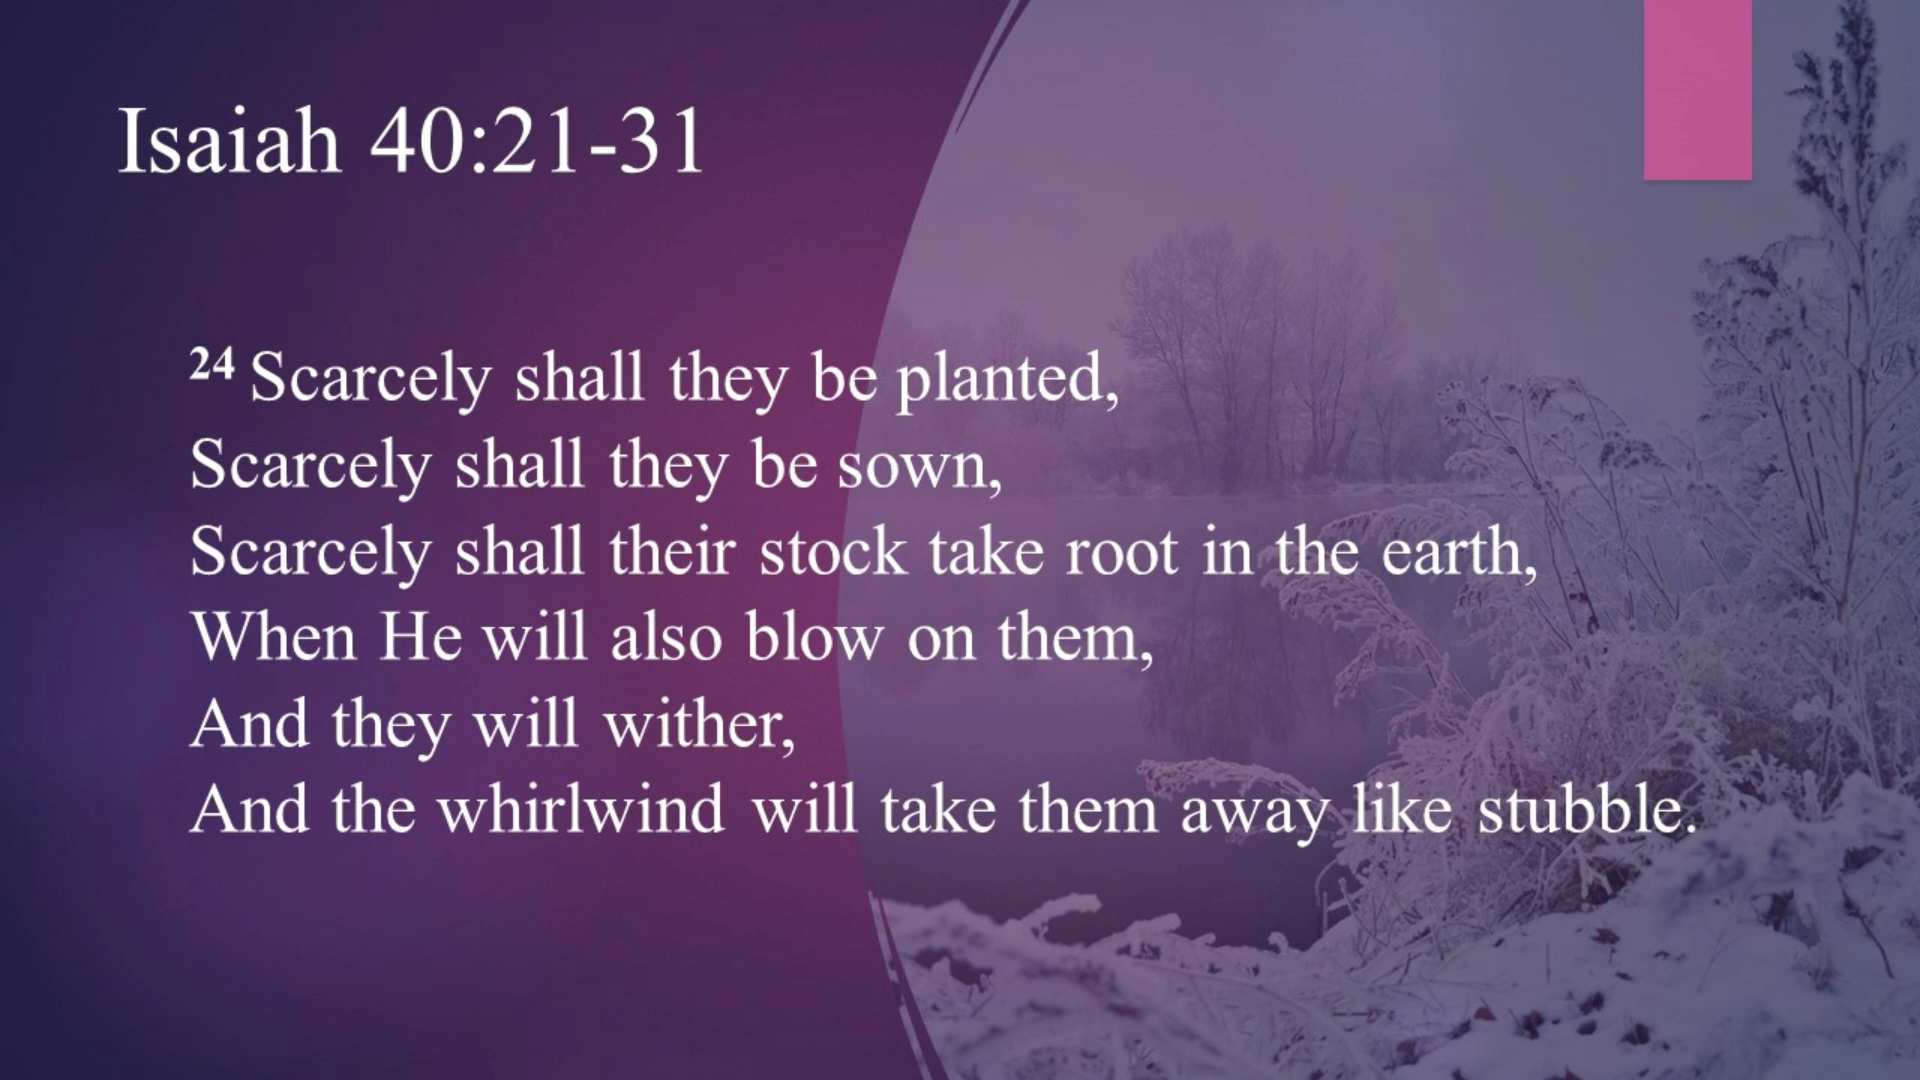 Isaiah 40:21-31
24 Scarcely shall they be planted,
Scarcely shall they be sown,
Scarcely shall their stock take root in the earth,
When He will also blow on them,
And they will wither,
And the whirlwind will take them away like stubble.